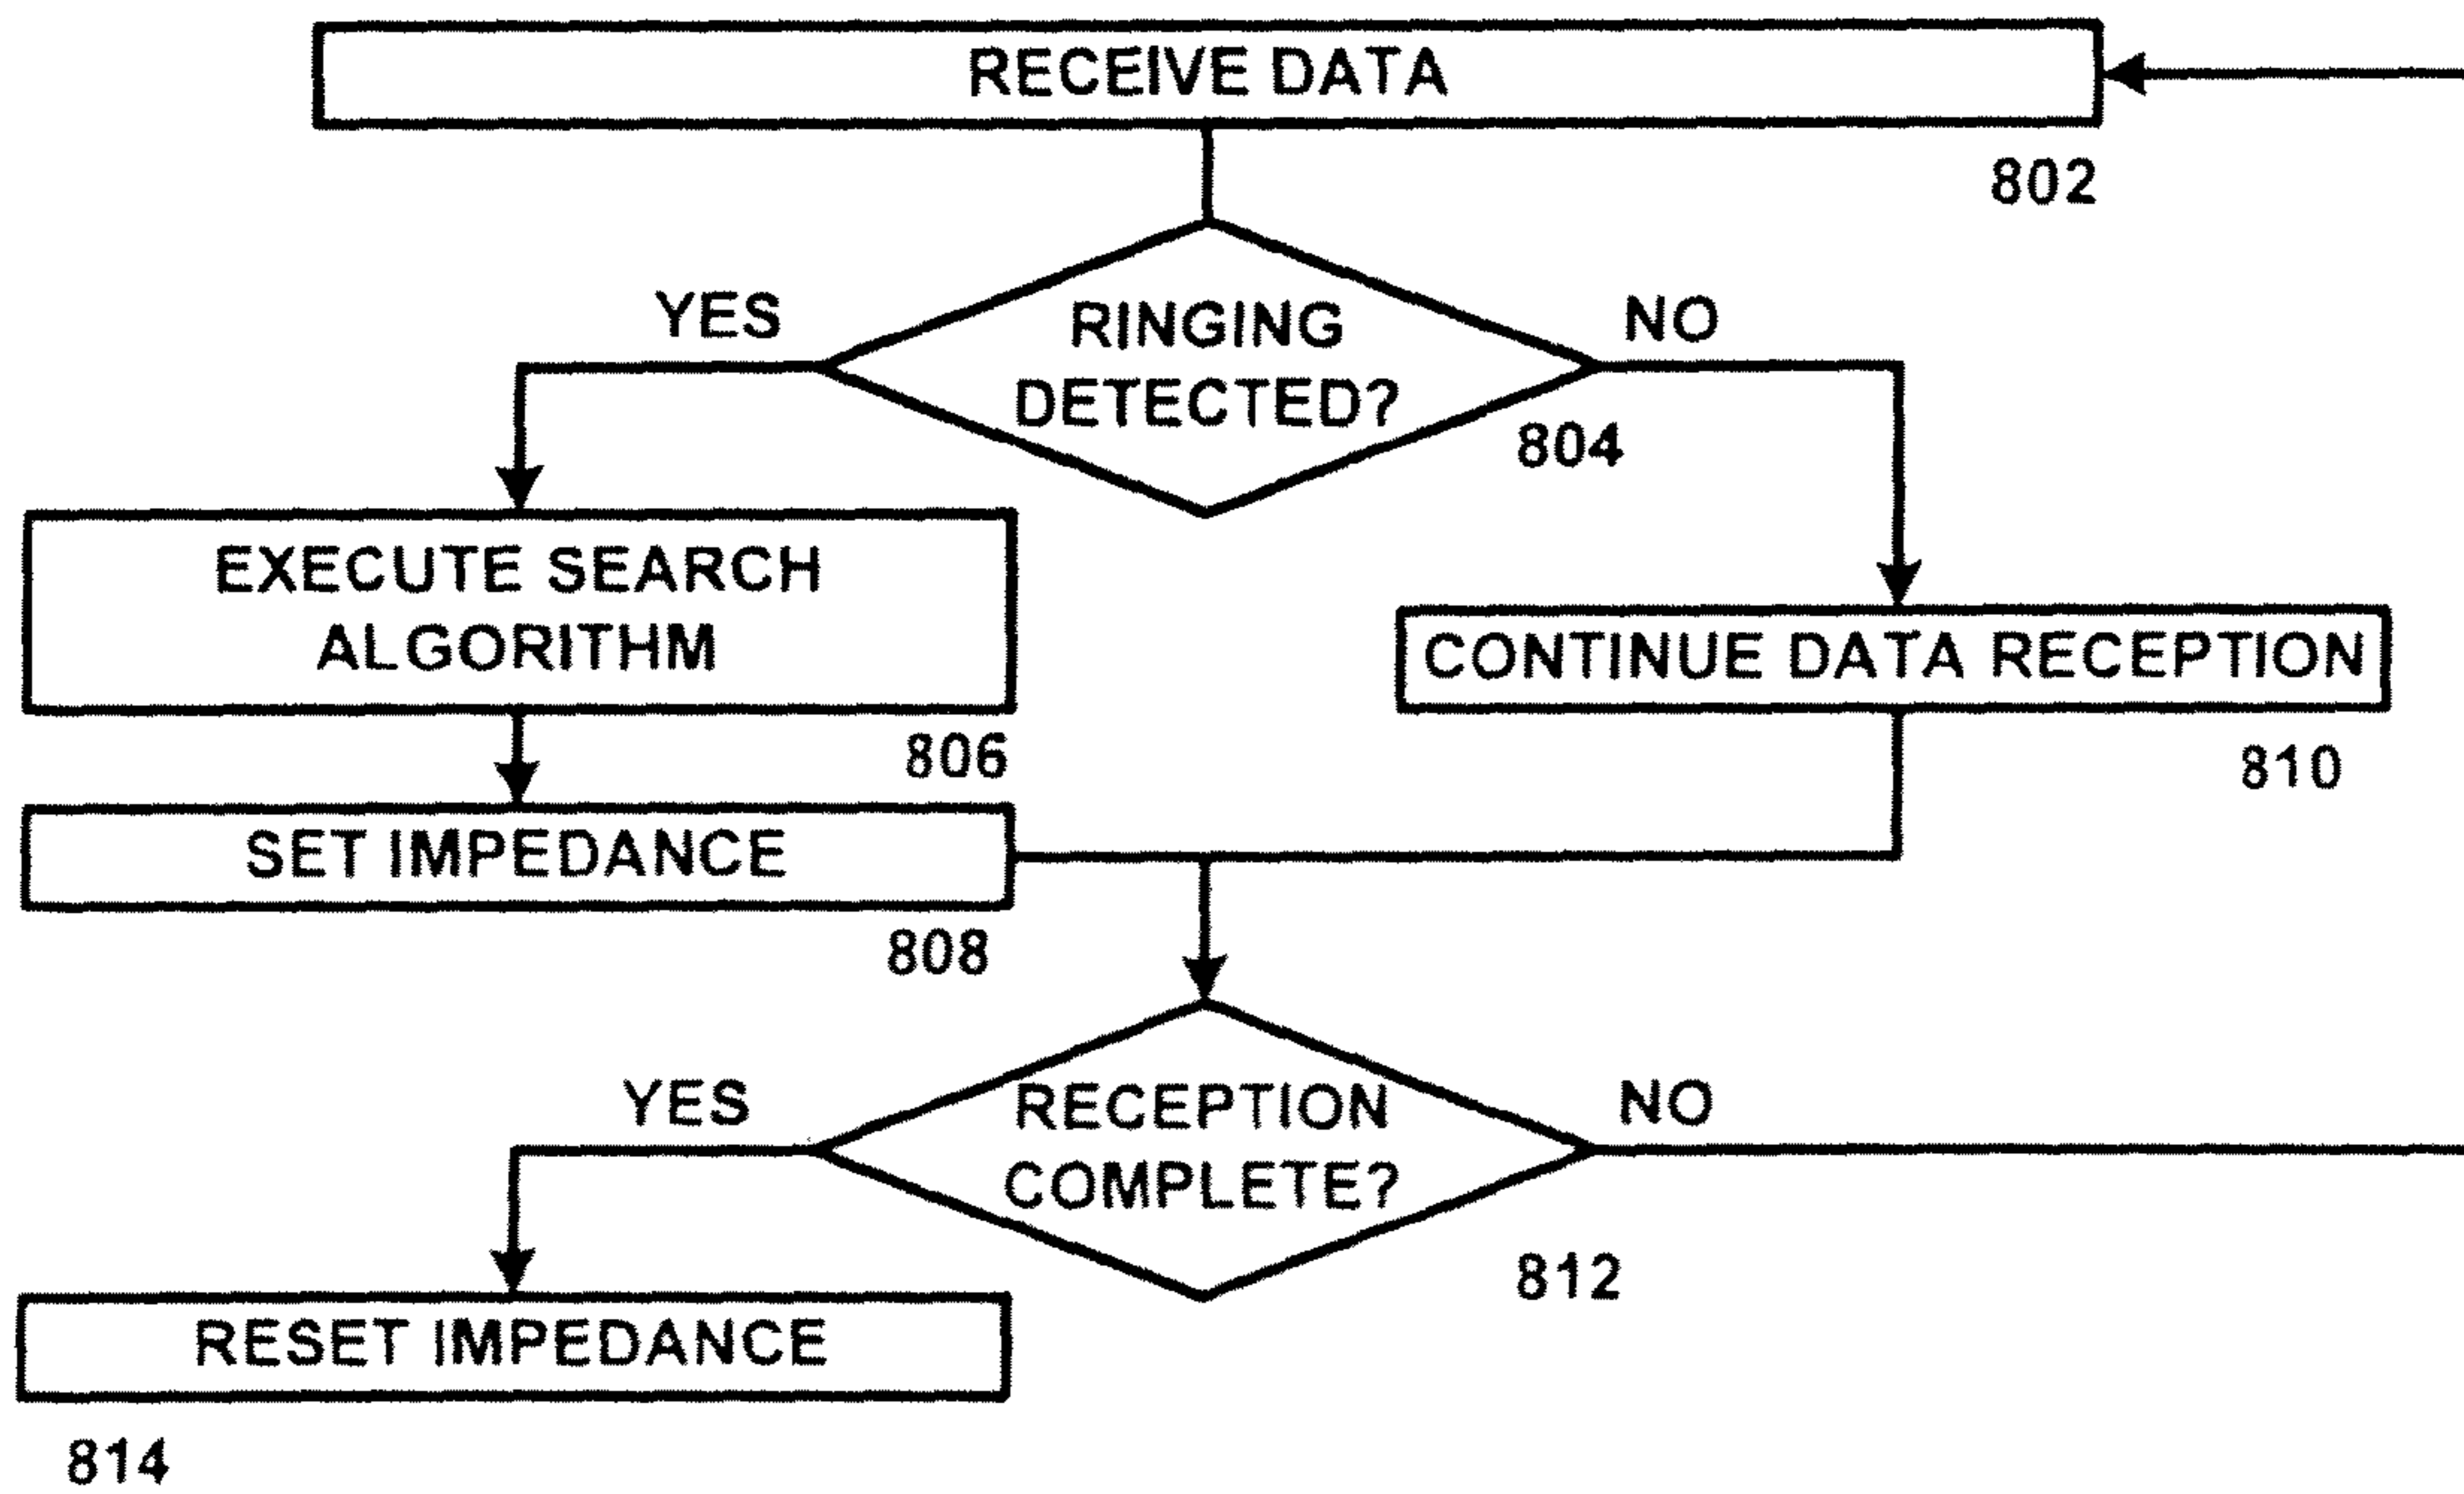 RECEIVE DATA
802
YES
RINGING
DETECTED?
NO
804
EXECUTE SEARCH
ALGORITHM
806
CONTINUE DATA RECEPTION
810
SET IMPEDANCE
808
YES
RECEPTION
COMPLETE?
NO
812
RESET IMPEDANCE
814